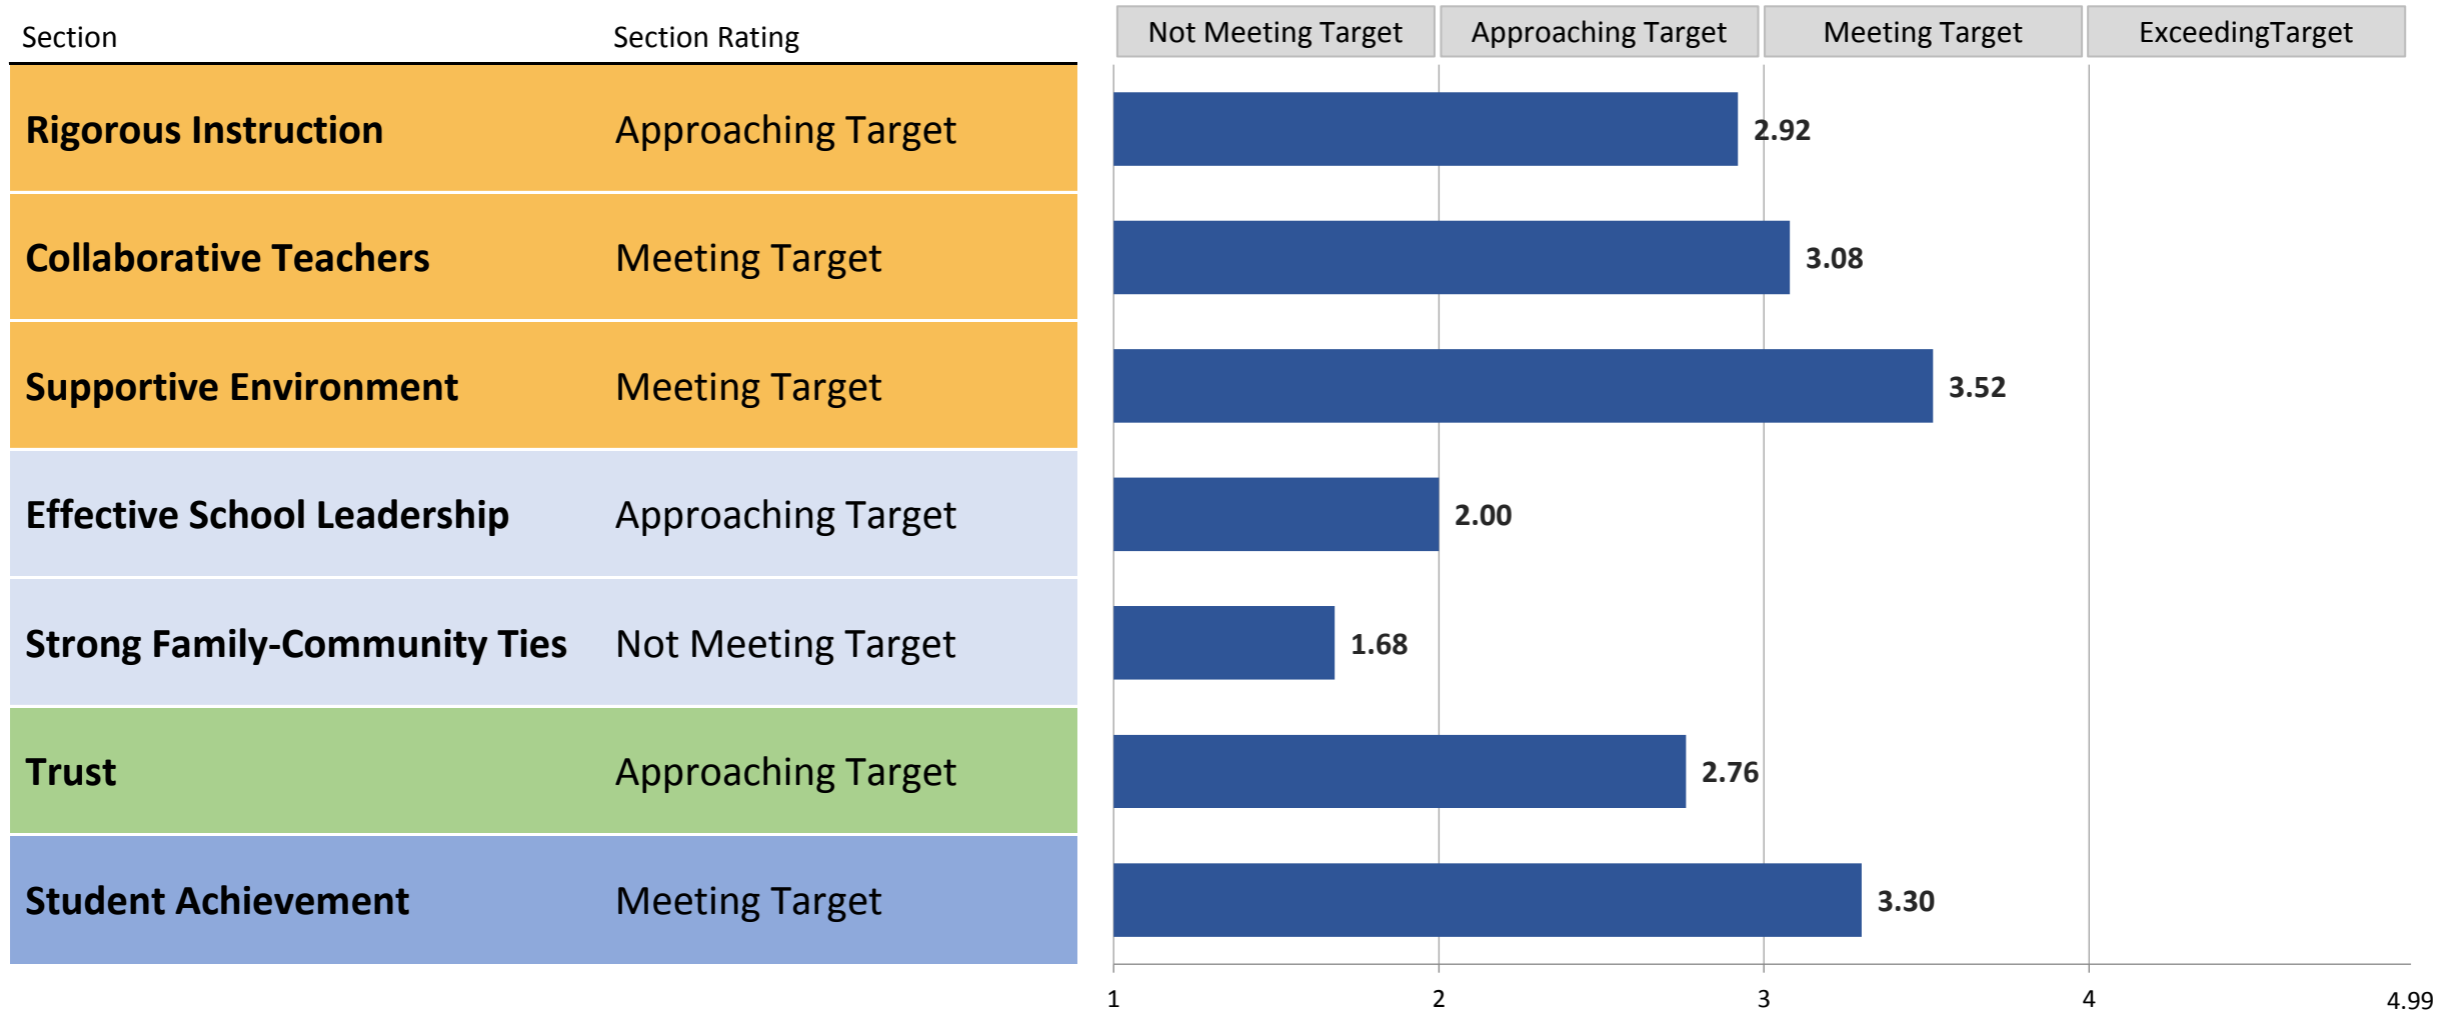 Section Section Rating Not Meeting Target Approaching Target Meeting Target ExceedingTarget
Rigorous Instruction Approaching Target 2.92
Collaborative Teachers Meeting Target 3.08
Supportive Environment Meeting Target 3.52
Effective School Leadership Approaching Target 2.00
Strong Family-Community Ties Not Meeting Target 1.68
Trust Approaching Target 2.76
Student Achievement Meeting Target 3.30
1 2 3 4 4.99